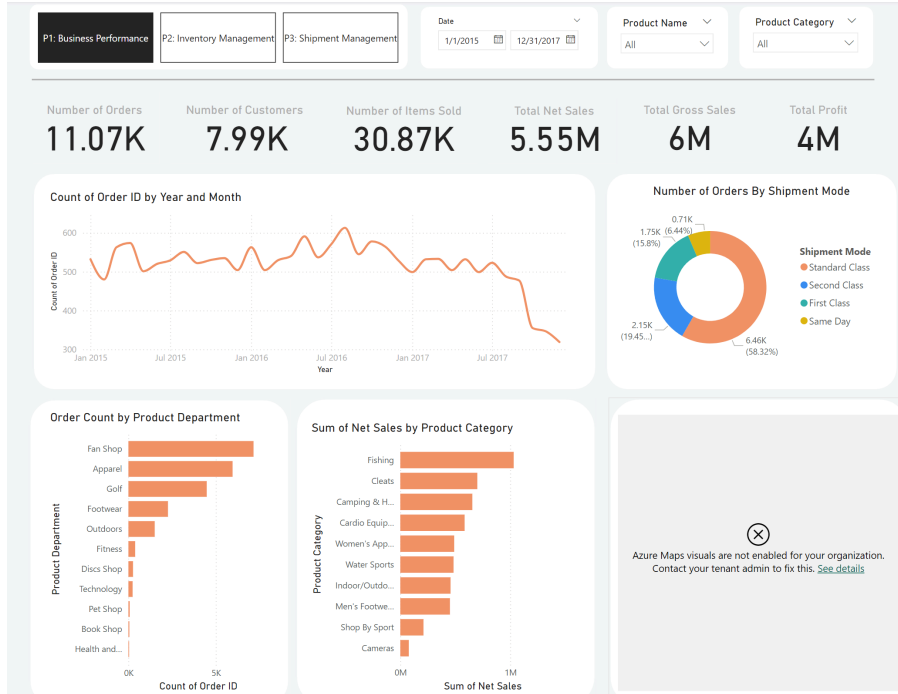 P1: Business Performance
P2: Inventory Management
P3: Shipment Management
Date
1/1/2015
12/31/2017
Product Name
All
Product Category
All
Number of Orders
11.07K
Number of Customers
7.99K
Number of Items Sold
30.87K
Total Net Sales
5.55M
Total Gross Sales
6M
Total Profit
4M
Count of Order ID by Year and Month
Count of Order ID
600
500
400
300
Jan 2015
Jul 2015
Jan 2016
Jul 2016
Jan 2017
Jul 2017
Year
Number of Orders By Shipment Mode
0.71K
(6.44%)
1.75K
(15.8%)
2.15K
(19.45...)
6.46K
(58.32%)
Shipment Mode
Standard Class
Second Class
First Class
Same Day
Order Count by Product Department
Product Department
Fan Shop
Apparel
Golf
Footwear
Outdoors
Fitness
Discs Shop
Technology
Pet Shop
Book Shop
Health and...
0K
5K
Count of Order ID
Sum of Net Sales by Product Category
Product Category
Fishing
Cleats
Camping & H...
Cardio Equip...
Women's App...
Water Sports
Indoor/Outdo...
Men's Footwe...
Shop By Sport
Cameras
0M
1M
Sum of Net Sales
Azure Maps visuals are not enabled for your organization.
Contact your tenant admin to fix this. See details